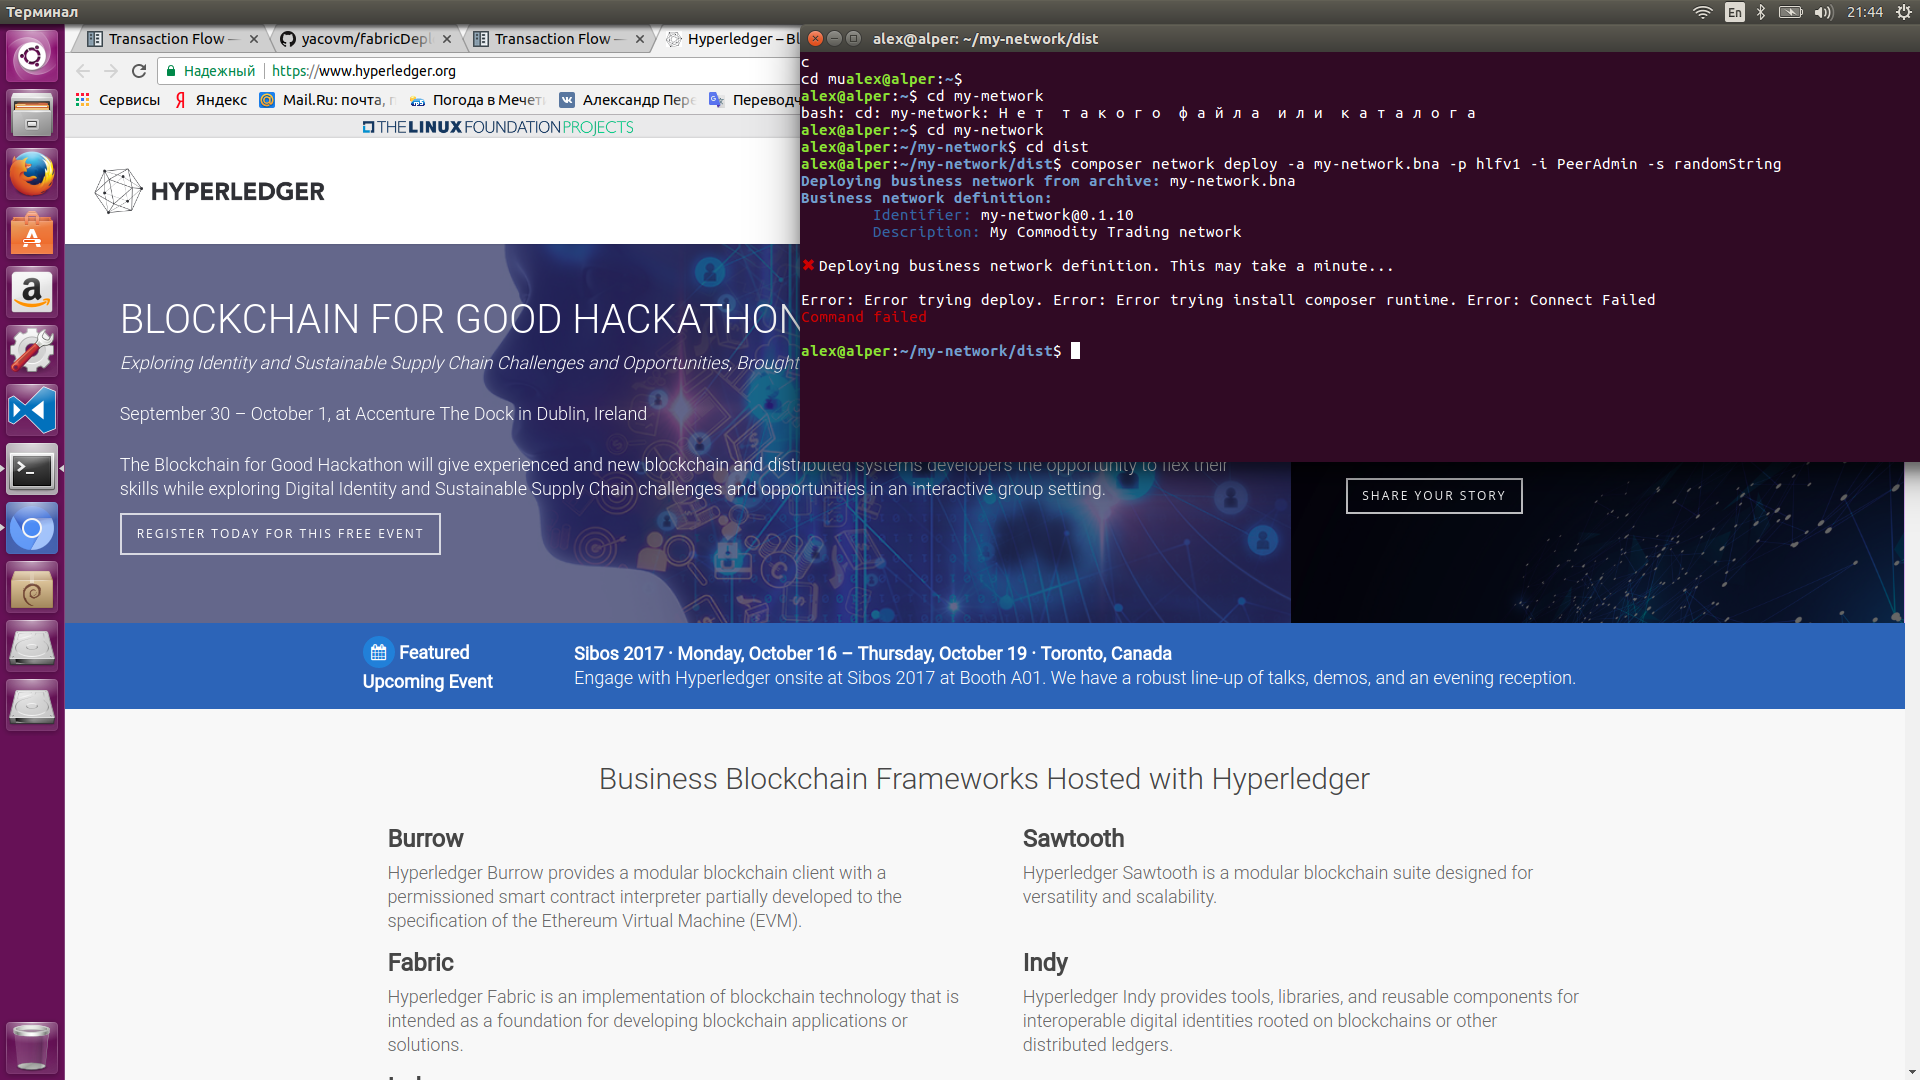 Терминал
En
21:44
Transaction Flow —
yacovm/fabricDepl
Transaction Flow —
Hyperledger – Bl
alex@alper: ~/my-network/dist
Надежный
https://www.hyperledger.org
Сервисы
Яндекс
Mail.Ru: почта, п
Погода в Мечет
Александр Пере
Переводч
c
cd mualex@alper:~$
alex@alper:~$ cd my-metwork
bash: cd: my-metwork: Нет такого файла или каталога
alex@alper:~$ cd my-network
alex@alper:~/my-network$ cd dist
alex@alper:~/my-network/dist$ composer network deploy -a my-network.bna -p hlfv1 -i PeerAdmin -s randomString
Deploying business network from archive: my-network.bna
Business network definition:
Identifier: my-network@0.1.10
Description: My Commodity Trading network
✖ Deploying business network definition. This may take a minute...
Error: Error trying deploy. Error: Error trying install composer runtime. Error: Connect Failed
Command failed
alex@alper:~/my-network/dist$
THE LINUX FOUNDATION PROJECTS
HYPERLEDGER
BLOCKCHAIN FOR GOOD HACKATHON
Exploring Identity and Sustainable Supply Chain Challenges and Opportunities, Brought
September 30 – October 1, at Accenture The Dock in Dublin, Ireland
The Blockchain for Good Hackathon will give experienced and new blockchain and distributed systems developers the opportunity to flex their
skills while exploring Digital Identity and Sustainable Supply Chain challenges and opportunities in an interactive group setting.
REGISTER TODAY FOR THIS FREE EVENT
SHARE YOUR STORY
Featured
Upcoming Event
Sibos 2017 · Monday, October 16 – Thursday, October 19 · Toronto, Canada
Engage with Hyperledger onsite at Sibos 2017 at Booth A01. We have a robust line-up of talks, demos, and an evening reception.
Business Blockchain Frameworks Hosted with Hyperledger
Burrow
Hyperledger Burrow provides a modular blockchain client with a
permissioned smart contract interpreter partially developed to the
specification of the Ethereum Virtual Machine (EVM).
Sawtooth
Hyperledger Sawtooth is a modular blockchain suite designed for
versatility and scalability.
Fabric
Hyperledger Fabric is an implementation of blockchain technology that is
intended as a foundation for developing blockchain applications or
solutions.
Indy
Hyperledger Indy provides tools, libraries, and reusable components for
interoperable digital identities rooted on blockchains or other
distributed ledgers.